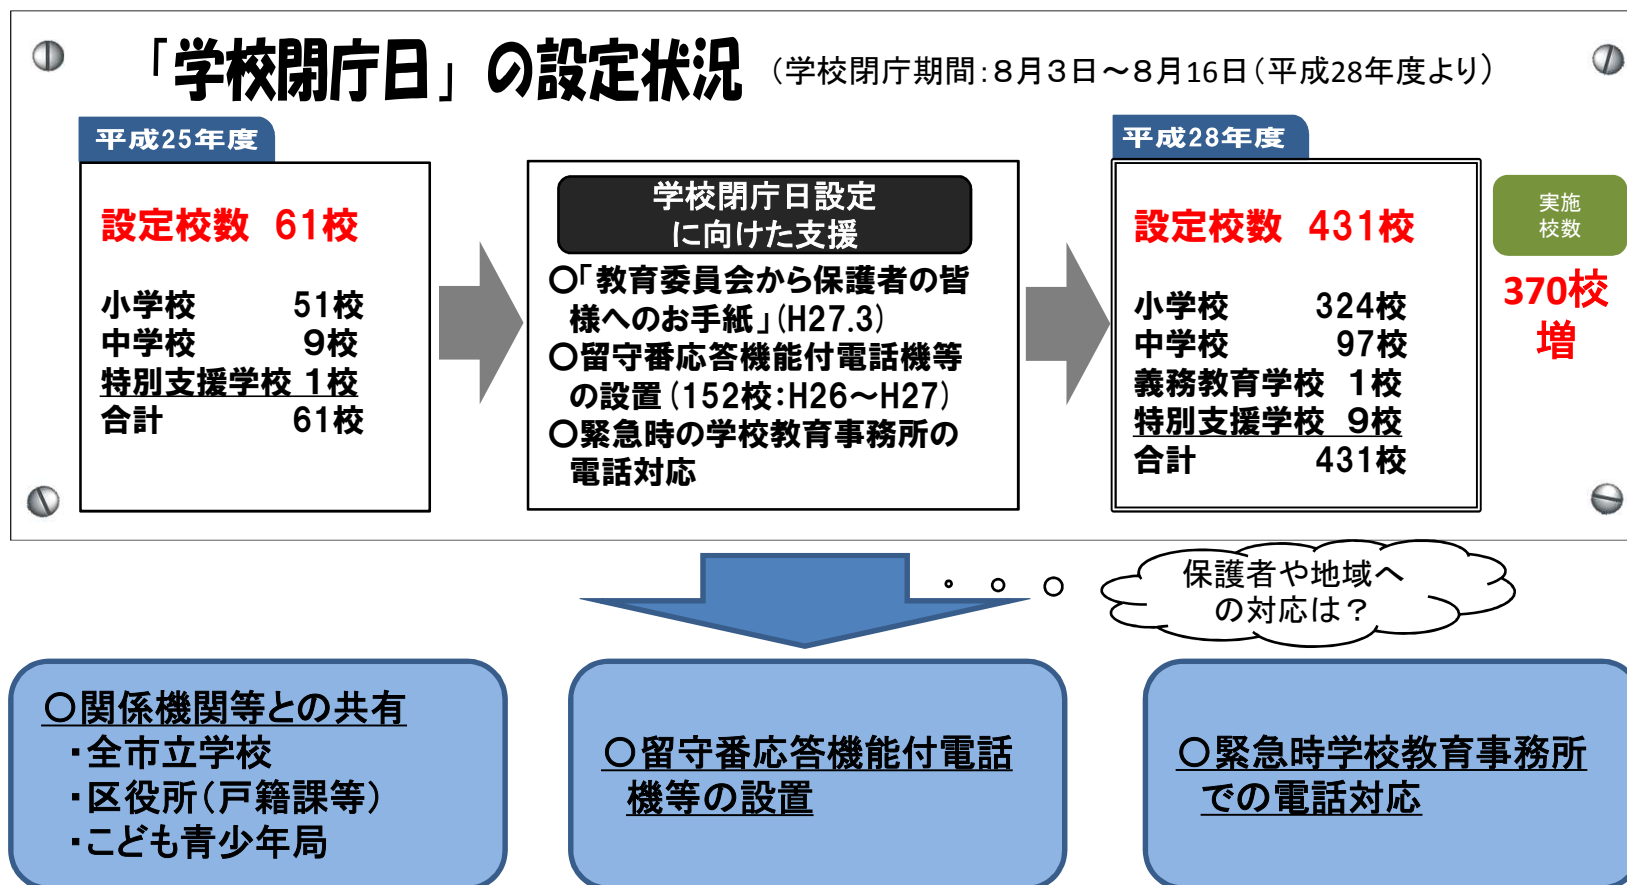 「学校閉庁日」の設定状況 (学校閉庁期間:8月3日~8月16日(平成28年度より)
平成25年度
設定校数 61校
小学校 51校
中学校 9校
特別支援学校 1校
合計 61校
学校閉庁日設定
に向けた支援
○「教育委員会から保護者の皆
様へのお手紙」(H27.3)
○留守番応答機能付電話機等
の設置(152校:H26~H27)
○緊急時の学校教育事務所の
電話対応
平成28年度
設定校数 431校
小学校 324校
中学校 97校
義務教育学校 1校
特別支援学校 9校
合計 431校
実施
校数
370校
増
保護者や地域へ
の対応は?
○関係機関等との共有
・全市立学校
・区役所(戸籍課等)
・こども青少年局
○留守番応答機能付電話
機等の設置
○緊急時学校教育事務所
での電話対応